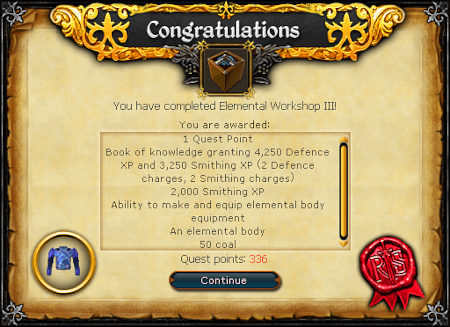 Congratulations
You have completed Elemental Workshop III!
You are awarded:
1 Quest Point
Book of knowledge granting 4,250 Defence
XP and 3,250 Smithing XP (2 Defence
charges, 2 Smithing charges)
2,000 Smithing XP
Ability to make and equip elemental body
equipment
An elemental body
50 coal
Quest points: 336
RS
Continue